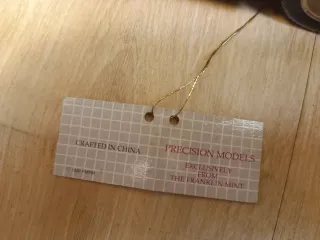 CRAFTED IN CHINA
PRECISION MODELS
EXCLUSIVELY
FROM
THE FRANKLIN MINT